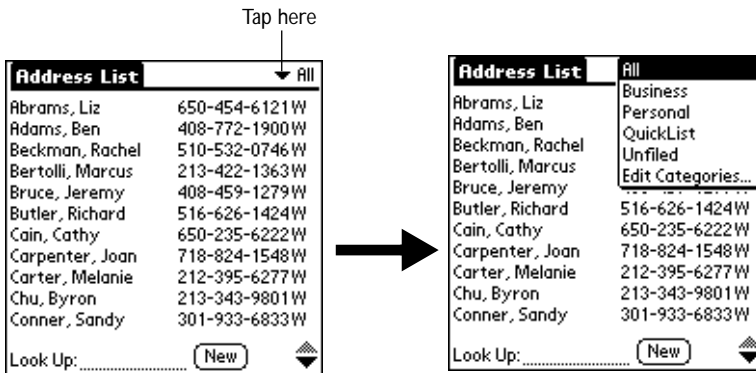 Tap here
Address List All
Abrams, Liz 650-454-6121W
Adams, Ben 408-772-1900W
Beckman, Rachel 510-532-0746W
Bertolli, Marcus 213-422-1363W
Bruce, Jeremy 408-459-1279W
Butler, Richard 516-626-1424W
Cain, Cathy 650-235-6222W
Carpenter, Joan 718-824-1548W
Carter, Melanie 212-395-6277W
Chu, Byron 213-343-9801W
Conner, Sandy 301-933-6833W
Look Up: New
Address List All
Business
Personal
QuickList
Unfiled
Edit Categories...
Abrams, Liz
Adams, Ben
Beckman, Rachel
Bertolli, Marcus
Bruce, Jeremy
Butler, Richard 516-626-1424W
Cain, Cathy 650-235-6222W
Carpenter, Joan 718-824-1548W
Carter, Melanie 212-395-6277W
Chu, Byron 213-343-9801W
Conner, Sandy 301-933-6833W
Look Up: New